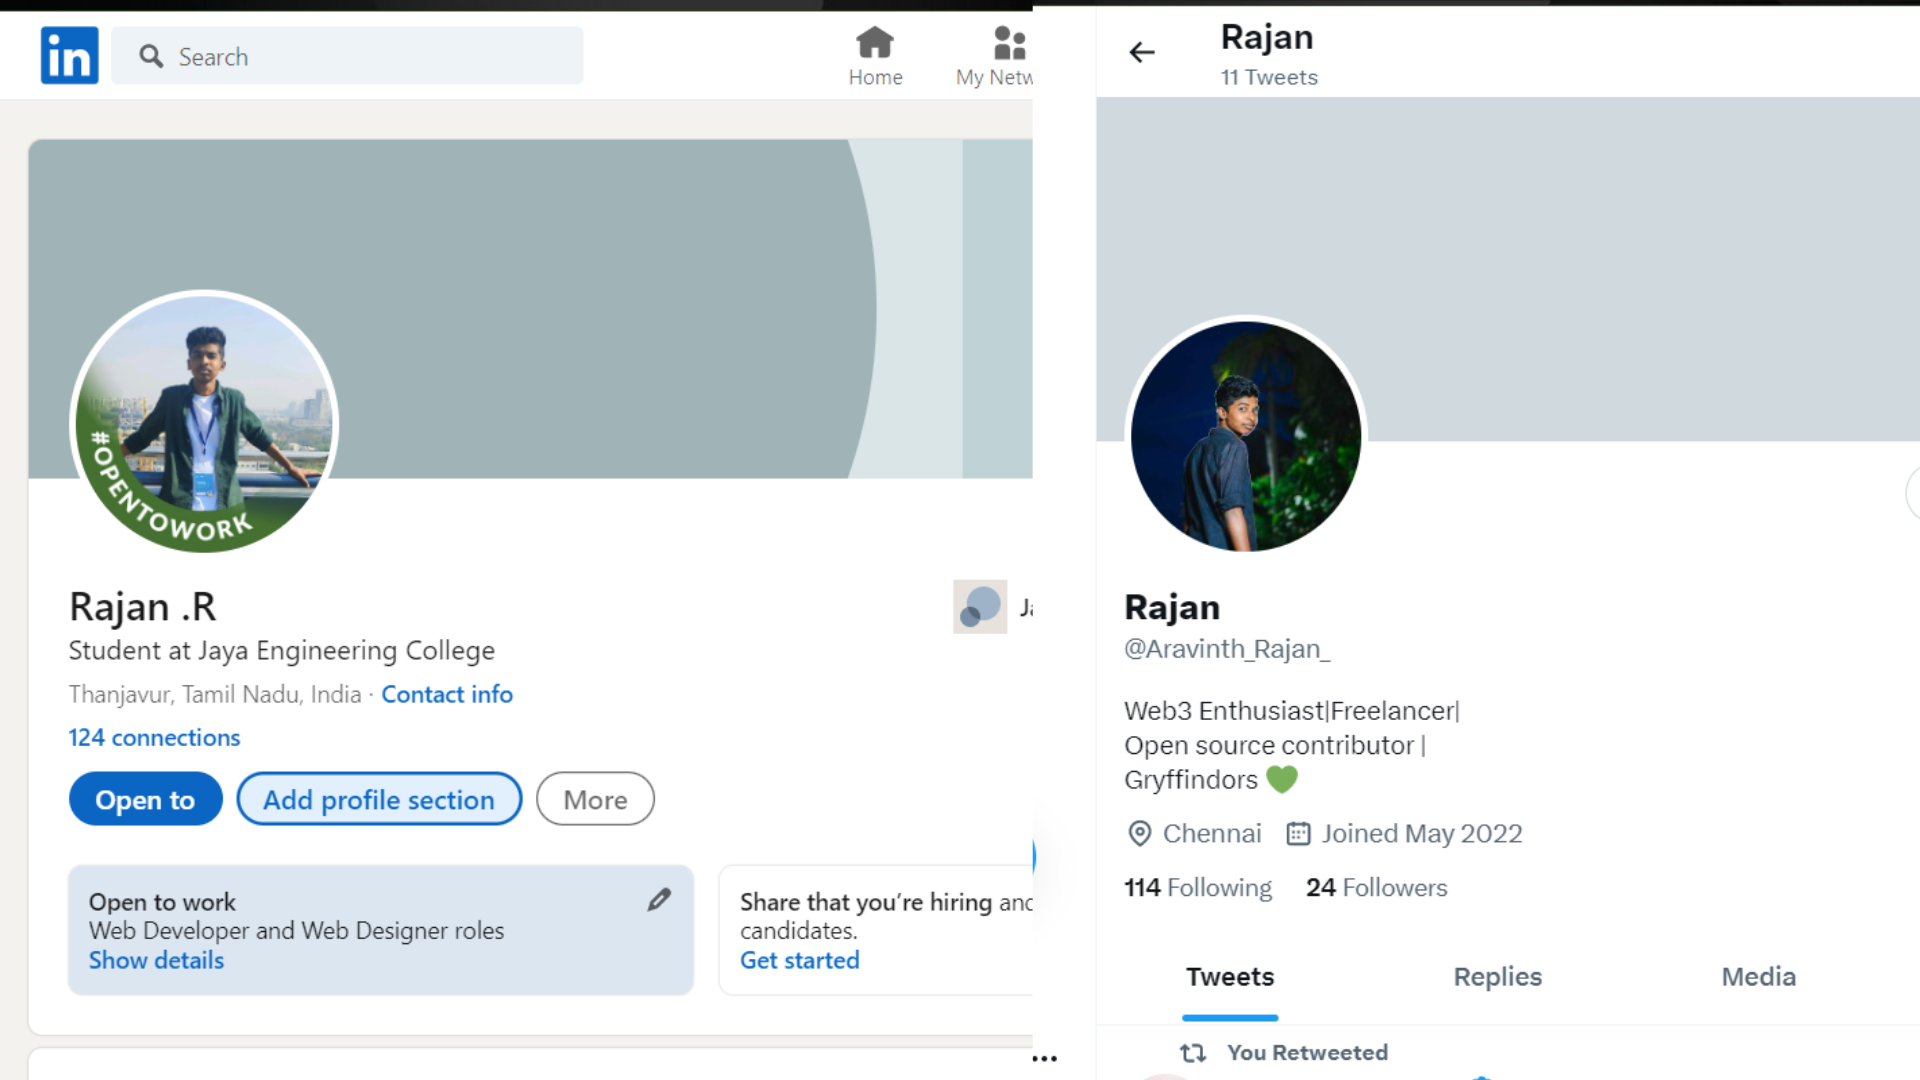 in
Search
Home
My Netw
#OPENTOWORK
Rajan .R
Student at Jaya Engineering College
Thanjavur, Tamil Nadu, India · Contact info
124 connections
Open to
Add profile section
More
Open to work
Web Developer and Web Designer roles
Show details
Share that you're hiring and
candidates.
Get started
Rajan
11 Tweets
Rajan
@Aravinth_Rajan_
Web3 Enthusiast|Freelancer|
Open source contributor |
Gryffindors 💚
Chennai Joined May 2022
114 Following 24 Followers
Tweets Replies Media
You Retweeted